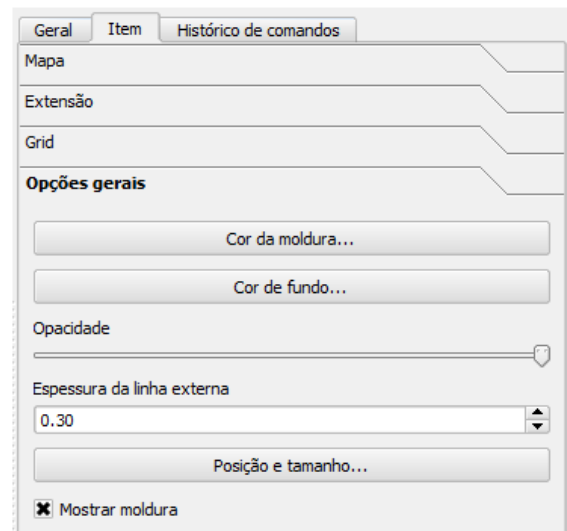 Geral Item Histórico de comandos
Mapa
Extensão
Grid
Opções gerais
Cor da moldura...
Cor de fundo...
Opacidade
Espessura da linha externa
0.30
Posição e tamanho...
Mostrar moldura